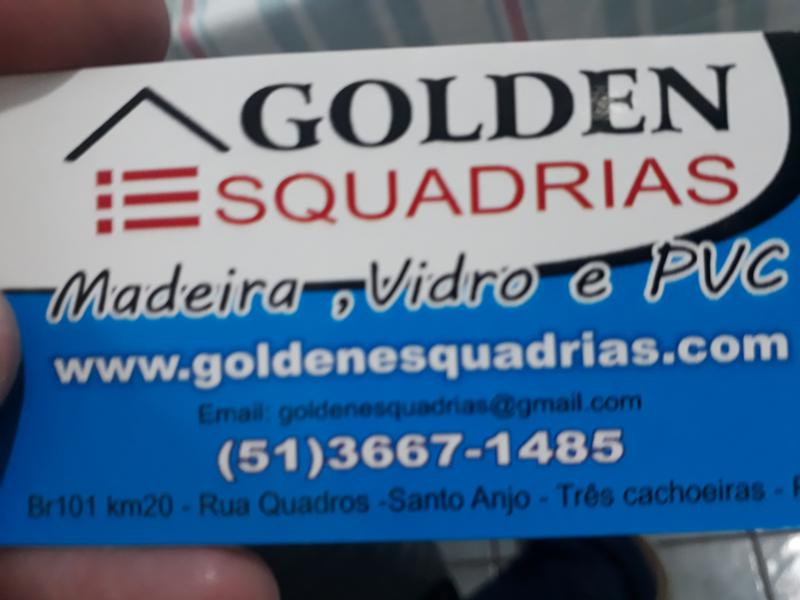 GOLDEN
ESQUADRIAS
Madeira , Vidro e PVC
www.goldenesquadrias.com
Email: goldenesquadrias@gmail.com
(51)3667-1485
Br101 km20 - Rua Quadros -Santo Anjo - Três cachoeiras -